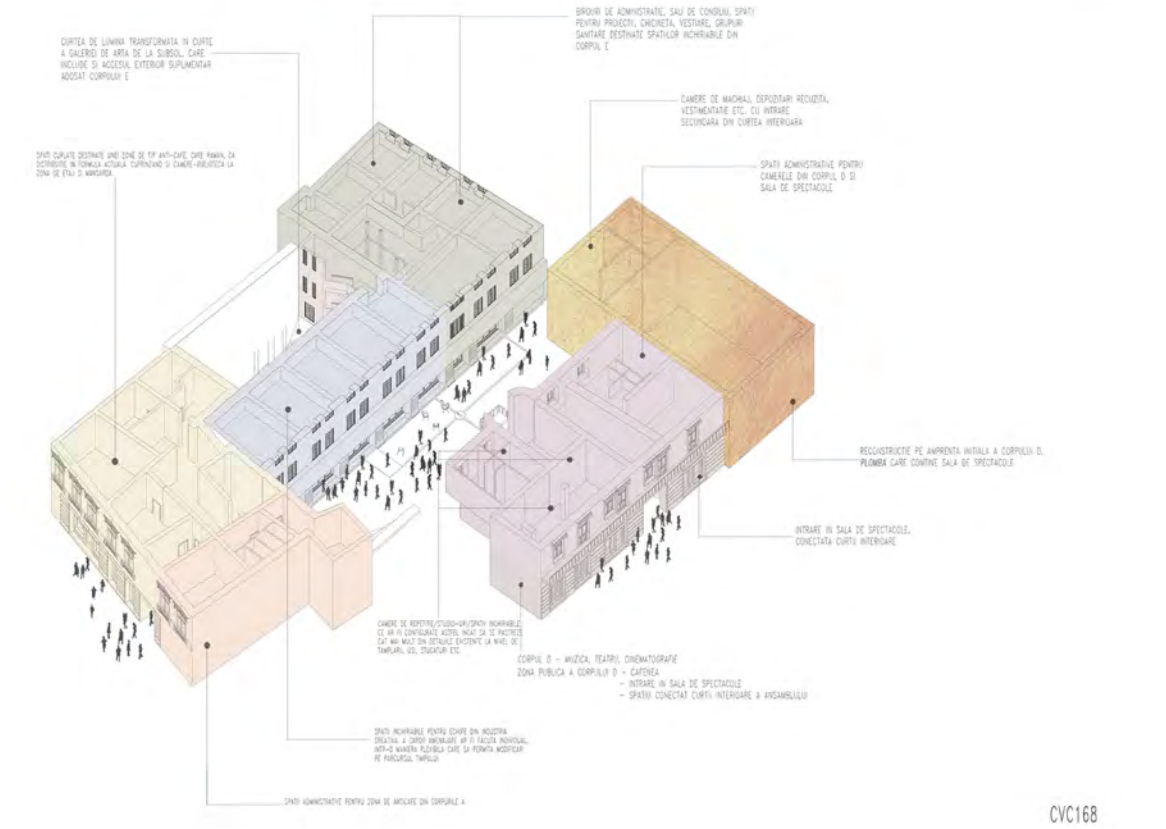 BIROURI DE ADMINISTRATIE, SAU DE CONSILIU, SPATII
PENTRU PROIECTII, CHICINETA, VESTIARE, GRUPURI
SANITARE DESTINATE SPATIILOR INCHIRIABILE DIN
CORPUL E
CURTEA DE LUMINA TRANSFORMATA IN CURTE
A GALERIEI DE ARTA DE LA SUBSOL, CARE
INCLUDE SI ACCESUL EXTERIOR SUPLIMENTAR
ADOSAT CORPULUI E
CAMERE DE MACHIAJ, DEPOZITARI RECUZITA,
VESTIMENTATIE ETC. CU INTRARE
SECUNDARA DIN CURTEA INTERIOARA
SPATII CUPLATE DESTINATE UNEI ZONE DE TIP ANTI-CAFE, CARE RAMAN, CA
DISTRIBUTIE IN FORMULA ACTUALA CUPRINZAND SI CAMERE-BIBLIOTECA LA
ZONA DE ETAJ SI MANSARDA.
SPATII ADMINISTRATIVE PENTRU
CAMERELE DIN CORPUL D SI
SALA DE SPECTACOLE
RECONSTRUCTIE PE AMPRENTA INITIALA A CORPULUI D,
PLOMBA CARE CONTINE SALA DE SPECTACOLE
INTRARE IN SALA DE SPECTACOLE,
CONECTATA CURTII INTERIOARE
CAMERE DE REPETITIE/STUDIO-URI/SPATII INCHIRIABILE
CE AR FI CONFIGURATE ASTFEL INCAT SA SE PASTREZE
CAT MAI MULT DIN DETALIILE EXISTENTE LA NIVEL DE
TAMPLARII, USI, STUCATURI ETC.
CORPUL D - MUZICA, TEATRU, CINEMATOGRAFIE
ZONA PUBLICA A CORPULUI D - CAFENEA
- INTRARE IN SALA DE SPECTACOLE
- SPATIU CONECTAT CURTII INTERIOARE A ANSAMBLULUI
SPATII INCHIRIABILE PENTRU ECHIPE DIN INDUSTRIA
CREATIVA, A CAROR AMENAJARE AR FI FACUTA INDIVIDUAL,
INTR-O MANIERA FLEXIBILA CARE SA PERMITA MODIFICARI
PE PARCURSUL TIMPULUI
SPATII ADMINISTRATIVE PENTRU ZONA DE ANTICAFE DIN CORPURILE A
CVC168